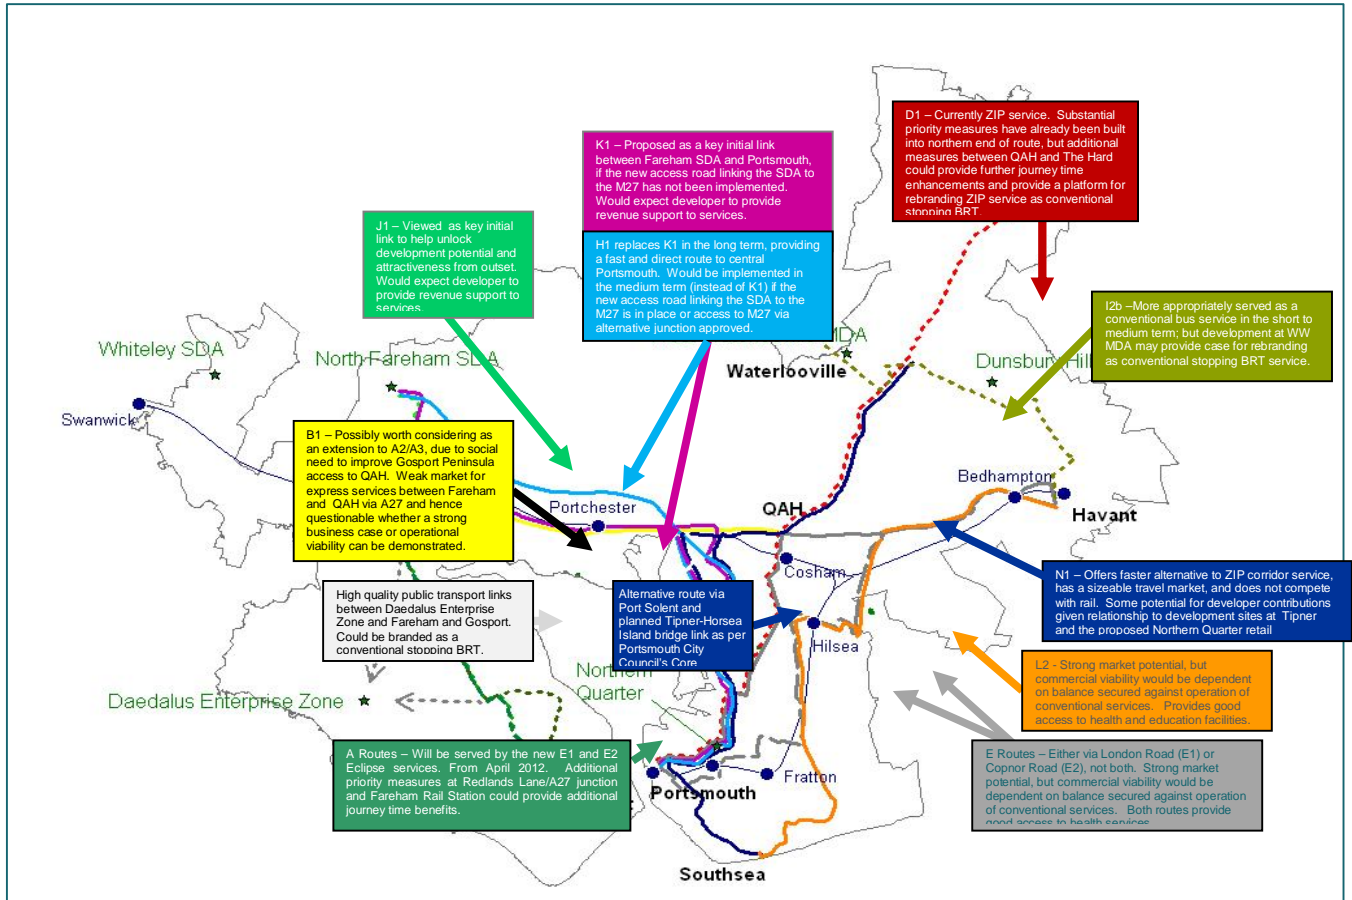 D1 – Currently ZIP service. Substantial
priority measures have already been built
into northern end of route, but additional
measures between QAH and The Hard
could provide further journey time
enhancements and provide a platform for
rebranding ZIP service as conventional
stopping BRT.
K1 – Proposed as a key initial link
between Fareham SDA and Portsmouth,
if the new access road linking the SDA to
the M27 has not been implemented.
Would expect developer to provide
revenue support to services.
J1 – Viewed as key initial
link to help unlock
development potential and
attractiveness from outset.
Would expect developer to
provide revenue support to
services.
H1 replaces K1 in the long term, providing
a fast and direct route to central
Portsmouth. Would be implemented in
the medium term (instead of K1) if the
new access road linking the SDA to the
M27 is in place or access to M27 via
alternative junction approved.
I2b –More appropriately served as a
conventional bus service in the short to
medium term; but development at WW
MDA may provide case for rebranding
as conventional stopping BRT service.
Whiteley SDA
North Fareham SDA
MDA
Waterlooville
Dunsbury Hill
Swanwick
B1 – Possibly worth considering as
an extension to A2/A3, due to social
need to improve Gosport Peninsula
access to QAH. Weak market for
express services between Fareham
and QAH via A27 and hence
questionable whether a strong
business case or operational
viability can be demonstrated.
Portchester
QAH
Bedhampton
Havant
Cosham
N1 – Offers faster alternative to ZIP corridor service,
has a sizeable travel market, and does not compete
with rail. Some potential for developer contributions
given relationship to development sites at Tipner
and the proposed Northern Quarter retail
High quality public transport links
between Daedalus Enterprise
Zone and Fareham and Gosport.
Could be branded as a
conventional stopping BRT.
Alternative route via
Port Solent and
planned Tipner-Horsea
Island bridge link as per
Portsmouth City
Council's Core
Hilsea
L2 - Strong market potential, but
commercial viability would be dependent
on balance secured against operation of
conventional services. Provides good
access to health and education facilities.
Northern
Quarter
Daedalus Enterprise Zone
A Routes – Will be served by the new E1 and E2
Eclipse services. From April 2012. Additional
priority measures at Redlands Lane/A27 junction
and Fareham Rail Station could provide additional
journey time benefits.
E Routes – Either via London Road (E1) or
Copnor Road (E2), not both. Strong market
potential, but commercial viability would be
dependent on balance secured against operation
of conventional services. Both routes provide
good access to health services
Fratton
Portsmouth
Southsea